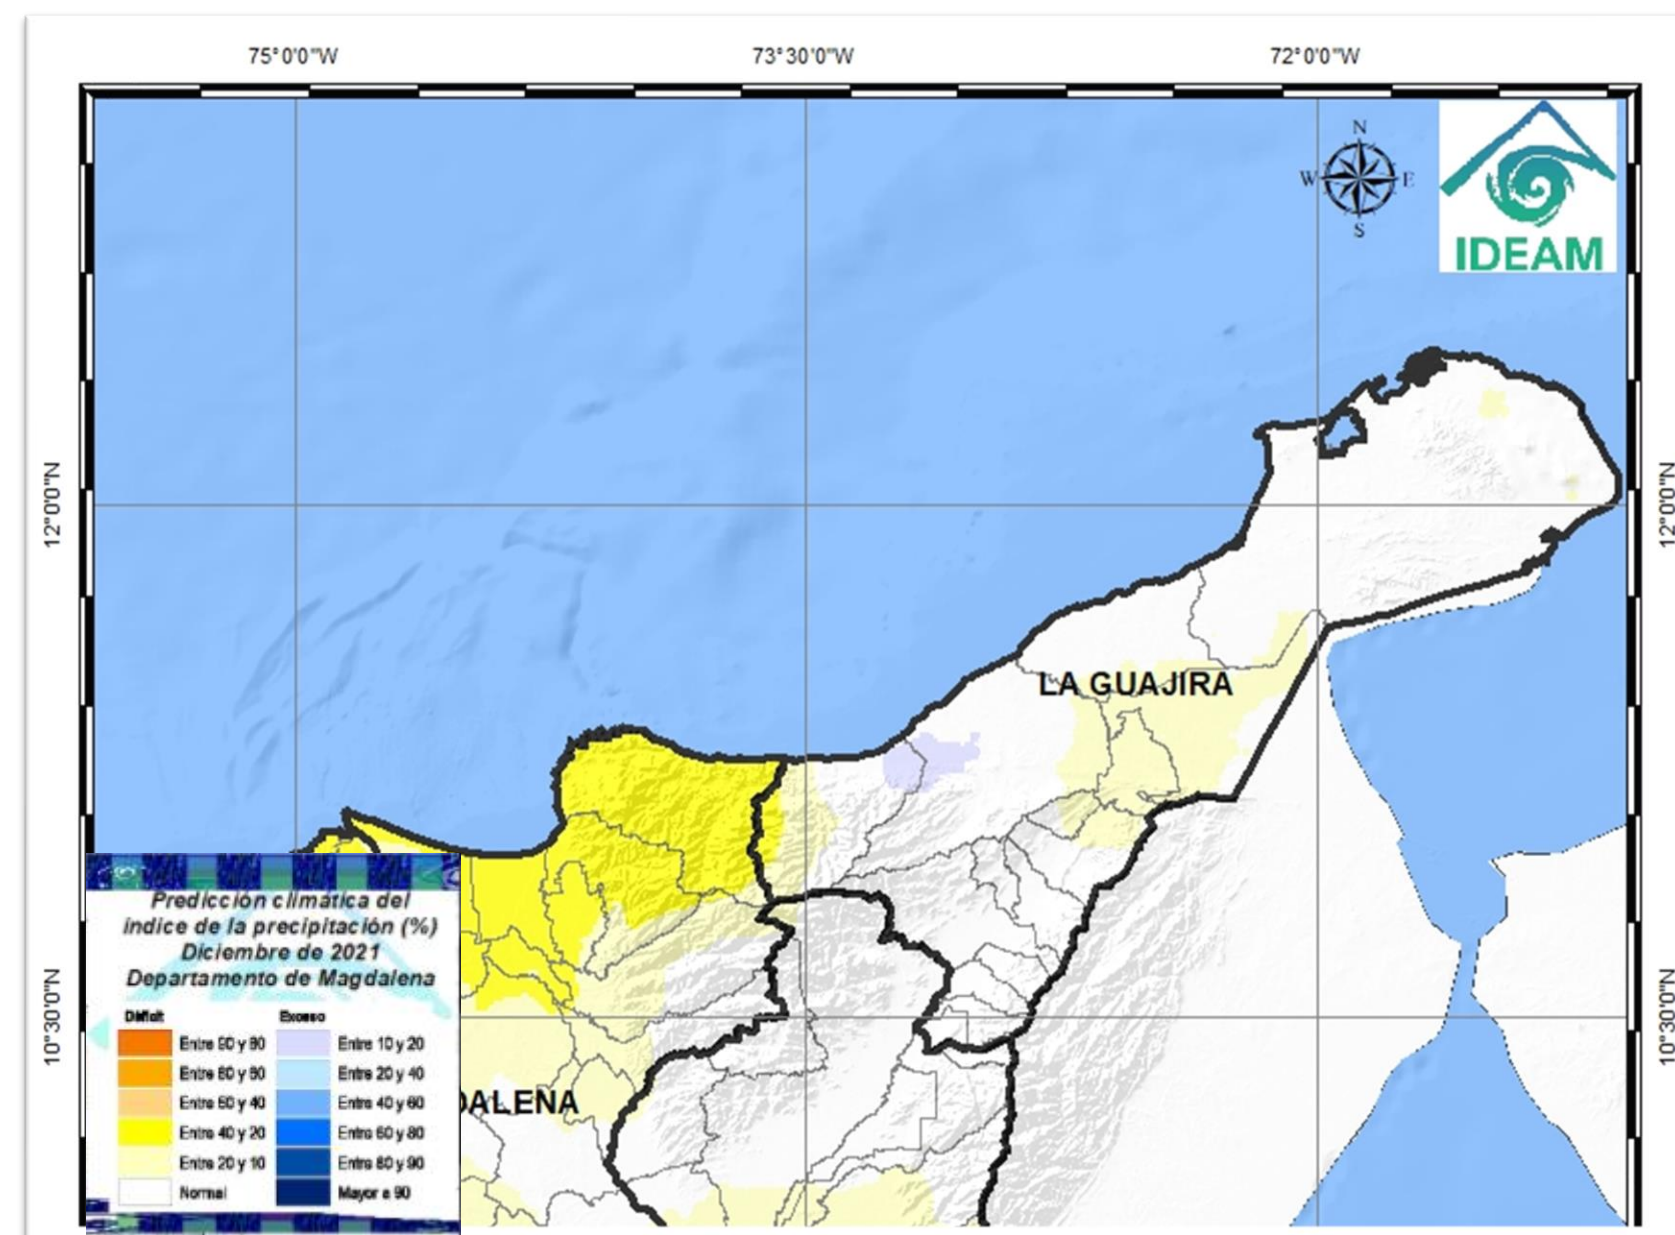 75°0'0"W 73°30'0"W 72°0'0"W
N
W E
S
IDEAM
12°0'0"N 12°0'0"N
LA GUAJIRA
Predicción climática del
índice de la precipitación (%)
Diciembre de 2021
Departamento de Magdalena
10°30'0"N 10°30'0"N
Déficit Exceso
Entre 10 y 20
Entre 20 y 40
Entre 40 y 60
DALENA
Entre 40 y 20 Entre 60 y 80
Entre 20 y 10 Entre 80 y 90
Normal Mayor a 90